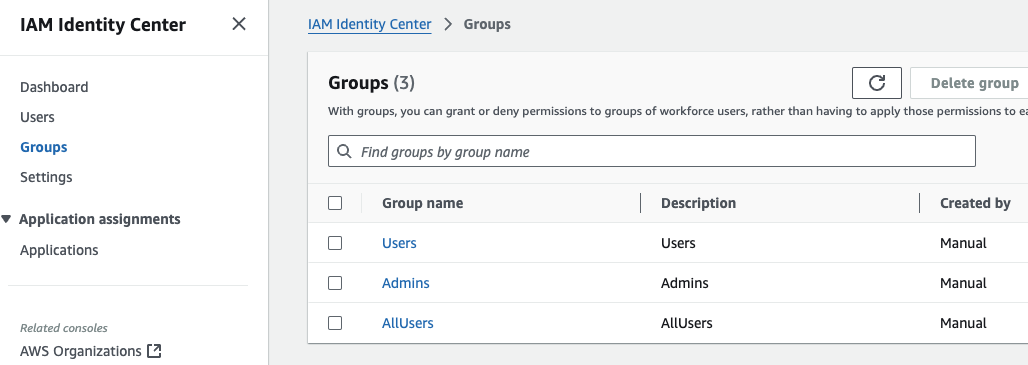 IAM Identity Center
Dashboard
Users
Groups
Settings
Application assignments
Applications
Related consoles
AWS Organizations
IAM Identity Center > Groups
Groups (3)
Delete group
With groups, you can grant or deny permissions to groups of workforce users, rather than having to apply those permissions to ea
Find groups by group name
Group name Description Created by
Users Users Manual
Admins Admins Manual
AllUsers AllUsers Manual